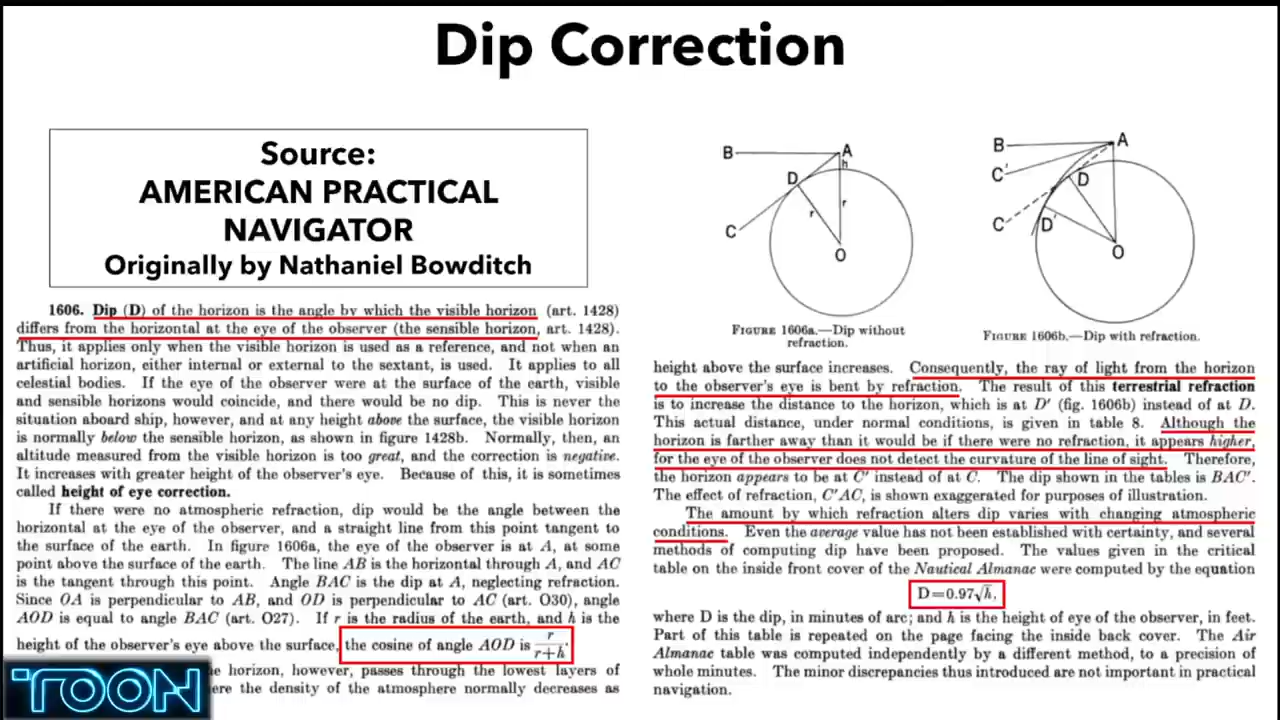 Dip Correction
Source:
AMERICAN PRACTICAL
NAVIGATOR
Originally by Nathaniel Bowditch
1606. Dip (D) of the horizon is the angle by which the visible horizon (art. 1428)
differs from the horizontal at the eye of the observer (the sensible horizon, art. 1428).
Thus, it applies only when the visible horizon is used as a reference, and not when an
artificial horizon, either internal or external to the sextant, is used. It applies to all
celestial bodies. If the eye of the observer were at the surface of the earth, visible
and sensible horizons would coincide, and there would be no dip. This is never the
situation aboard ship, however, and at any height above the surface, the visible horizon
is normally below the sensible horizon, as shown in figure 1428b. Normally, then, an
altitude measured from the visible horizon is too great, and the correction is negative.
It increases with greater height of the observer's eye. Because of this, it is sometimes
called height of eye correction.
If there were no atmospheric refraction, dip would be the angle between the
horizontal at the eye of the observer, and a straight line from this point tangent to
the surface of the earth. In figure 1606a, the eye of the observer is at A, at some
point above the surface of the earth. The line AB is the horizontal through A, and AC
is the tangent through this point. Angle BAC is the dip at A, neglecting refraction.
Since OA is perpendicular to AB, and OD is perpendicular to AC (art. O30), angle
AOD is equal to angle BAC (art. O27). If r is the radius of the earth, and h is the
height of the observer's eye above the surface, the cosine of angle AOD is r/(r+h).
he horizon, however, passes through the lowest layers of
ere the density of the atmosphere normally decreases as
TOON
B
A
h
D
r
r
C
O
FIGURE 1606a.—Dip without
refraction.
B
A
C'
D
C
D'
O
FIGURE 1606b.—Dip with refraction.
height above the surface increases. Consequently, the ray of light from the horizon
to the observer's eye is bent by refraction. The result of this terrestrial refraction
is to increase the distance to the horizon, which is at D' (fig. 1606b) instead of at D.
This actual distance, under normal conditions, is given in table 8. Although the
horizon is farther away than it would be if there were no refraction, it appears higher,
for the eye of the observer does not detect the curvature of the line of sight. Therefore,
the horizon appears to be at C' instead of at C. The dip shown in the tables is BAC'.
The effect of refraction, C'AC, is shown exaggerated for purposes of illustration.
The amount by which refraction alters dip varies with changing atmospheric
conditions. Even the average value has not been established with certainty, and several
methods of computing dip have been proposed. The values given in the critical
table on the inside front cover of the Nautical Almanac were computed by the equation
D=0.97√h,
where D is the dip, in minutes of arc; and h is the height of eye of the observer, in feet.
Part of this table is repeated on the page facing the inside back cover. The Air
Almanac table was computed independently by a different method, to a precision of
whole minutes. The minor discrepancies thus introduced are not important in practical
navigation.